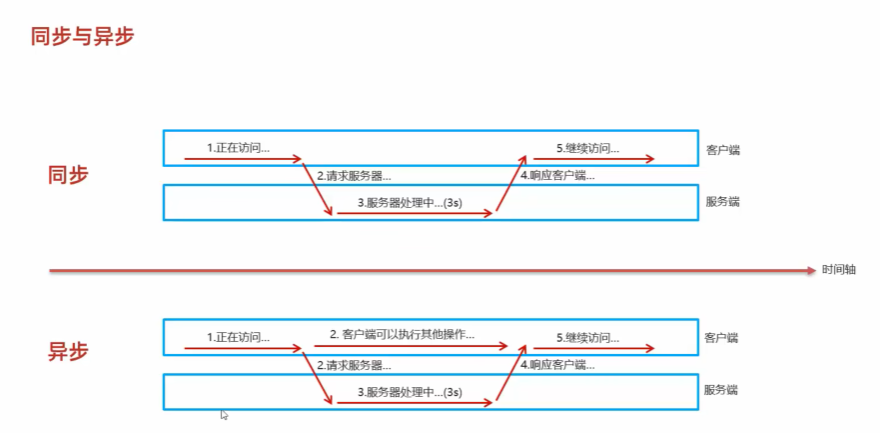 同步与异步
1.正在访问...
5.继续访问...
客户端
同步
2.请求服务器...
4.响应客户端...
3.服务器处理中...(3s)
服务端
时间轴
1.正在访问...
2. 客户端可以执行其他操作...
5.继续访问...
客户端
异步
2.请求服务器...
4.响应客户端...
3.服务器处理中...(3s)
服务端